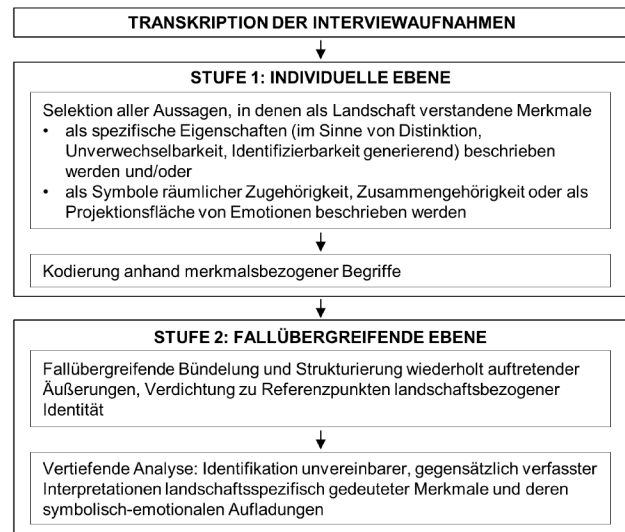 TRANSKRIPTION DER INTERVIEWAUFNAHMEN
STUFE 1: INDIVIDUELLE EBENE
Selektion aller Aussagen, in denen als Landschaft verstandene Merkmale
• als spezifische Eigenschaften (im Sinne von Distinktion,
Unverwechselbarkeit, Identifizierbarkeit generierend) beschrieben
werden und/oder
• als Symbole räumlicher Zugehörigkeit, Zusammengehörigkeit oder als
Projektionsfläche von Emotionen beschrieben werden
Kodierung anhand merkmalsbezogener Begriffe
STUFE 2: FALLÜBERGREIFENDE EBENE
Fallübergreifende Bündelung und Strukturierung wiederholt auftretender
Äußerungen, Verdichtung zu Referenzpunkten landschaftsbezogener
Identität
Vertiefende Analyse: Identifikation unvereinbarer, gegensätzlich verfasster
Interpretationen landschaftsspezifisch gedeuteter Merkmale und deren
symbolisch-emotionalen Aufladungen